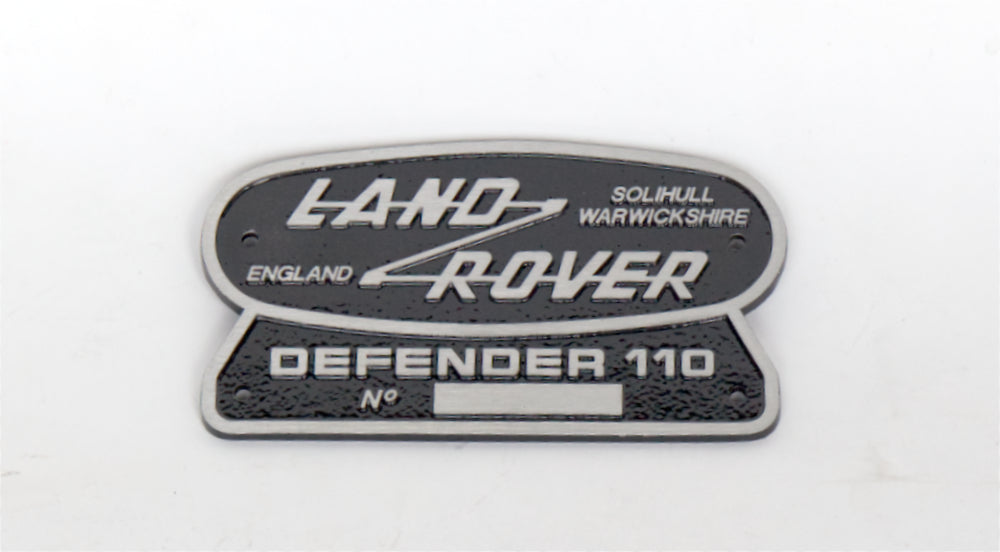 LAND
SOLIHULL
WARWICKSHIRE
ENGLAND
ROVER
DEFENDER 110
Nº